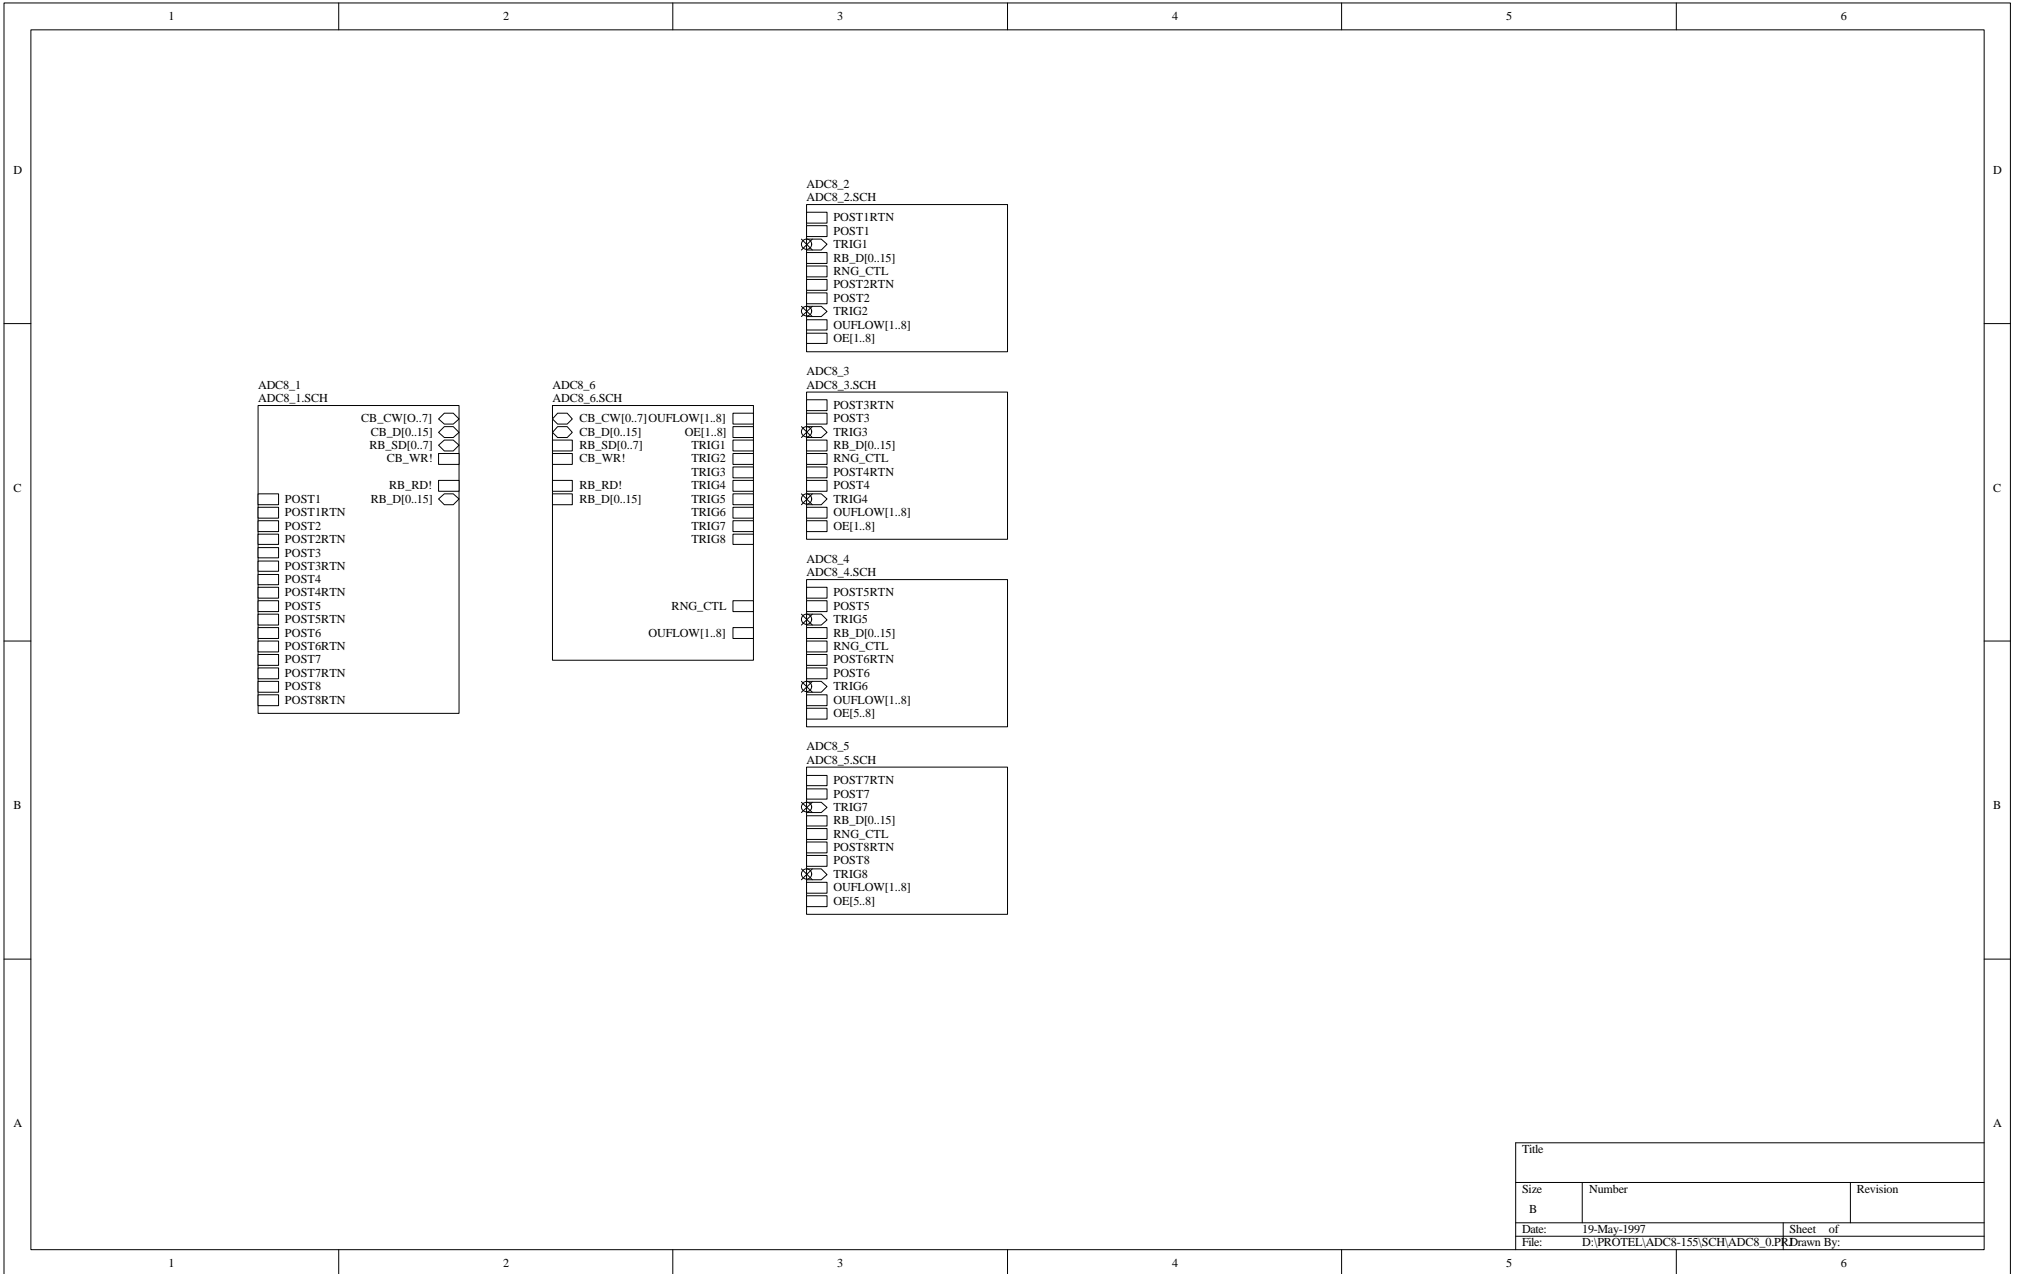 1 2 3 4 5 6
D D
ADC8_2
ADC8_2.SCH
POST1RTN
POST1
TRIG1
RB_D[0..15]
RNG_CTL
POST2RTN
POST2
TRIG2
OUFLOW[1..8]
OE[1..8]
C C
ADC8_1
ADC8_1.SCH
CB_CW[O..7]
CB_D[0..15]
RB_SD[0..7]
CB_WR!
RB_RD!
RB_D[0..15]
POST1
POST1RTN
POST2
POST2RTN
POST3
POST3RTN
POST4
POST4RTN
POST5
POST5RTN
POST6
POST6RTN
POST7
POST7RTN
POST8
POST8RTN
ADC8_6
ADC8_6.SCH
CB_CW[0..7] OUFLOW[1..8]
CB_D[0..15] OE[1..8]
RB_SD[0..7] TRIG1
CB_WR! TRIG2
TRIG3
RB_RD! TRIG4
RB_D[0..15] TRIG5
TRIG6
TRIG7
TRIG8
RNG_CTL
OUFLOW[1..8]
ADC8_3
ADC8_3.SCH
POST3RTN
POST3
TRIG3
RB_D[0..15]
RNG_CTL
POST4RTN
POST4
TRIG4
OUFLOW[1..8]
OE[1..8]
ADC8_4
ADC8_4.SCH
POST5RTN
POST5
TRIG5
RB_D[0..15]
RNG_CTL
POST6RTN
POST6
TRIG6
OUFLOW[1..8]
OE[5..8]
B B
ADC8_5
ADC8_5.SCH
POST7RTN
POST7
TRIG7
RB_D[0..15]
RNG_CTL
POST8RTN
POST8
TRIG8
OUFLOW[1..8]
OE[5..8]
A A
Title
Size Number Revision
B
Date: 19-May-1997 Sheet of
File: D:\PROTEL\ADC8-155\SCH\ADC8_0.PRJ Drawn By:
1 2 3 4 5 6